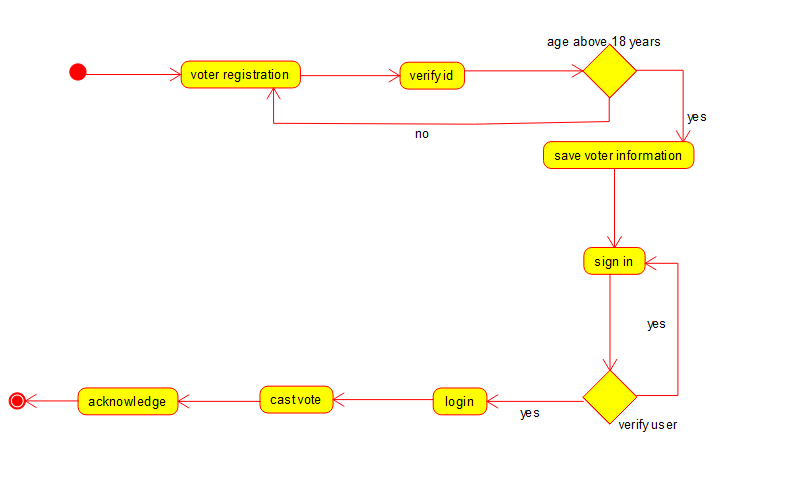 age above 18 years
voter registration
verify id
no
yes
save voter information
sign in
yes
acknowledge
cast vote
login
yes
verify user